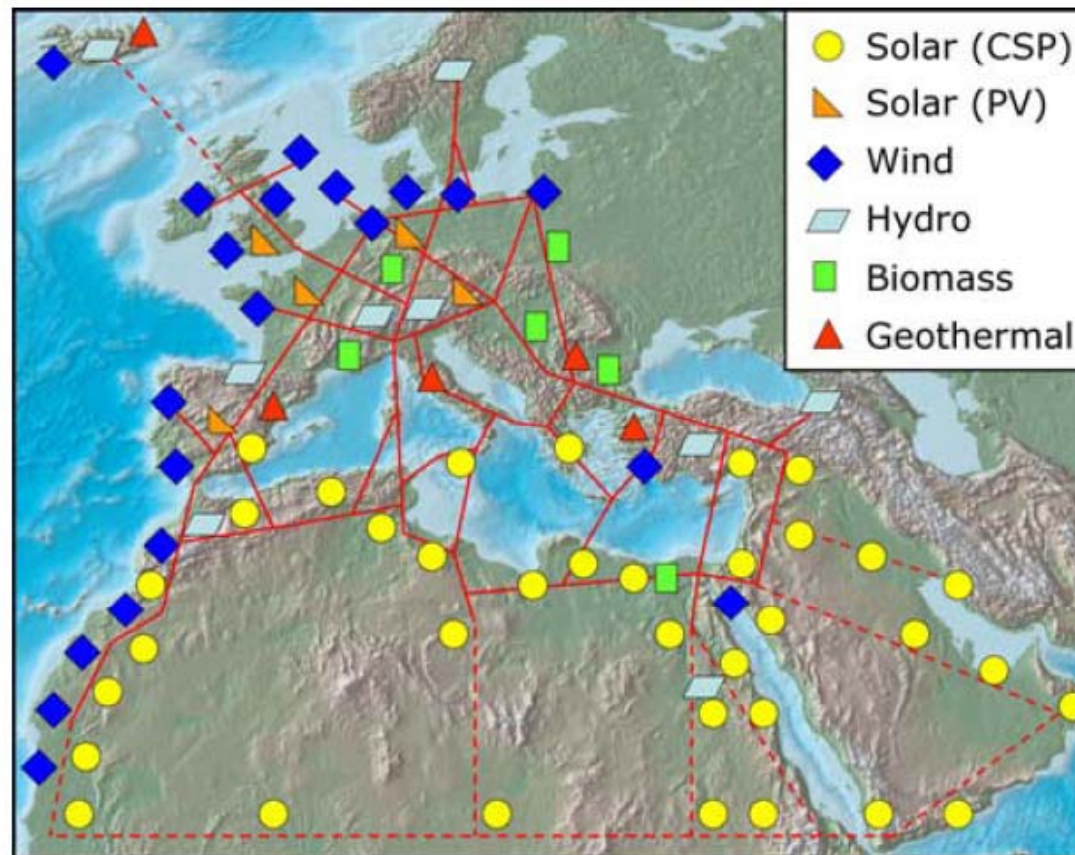 Solar (CSP)
Solar (PV)
Wind
Hydro
Biomass
Geothermal